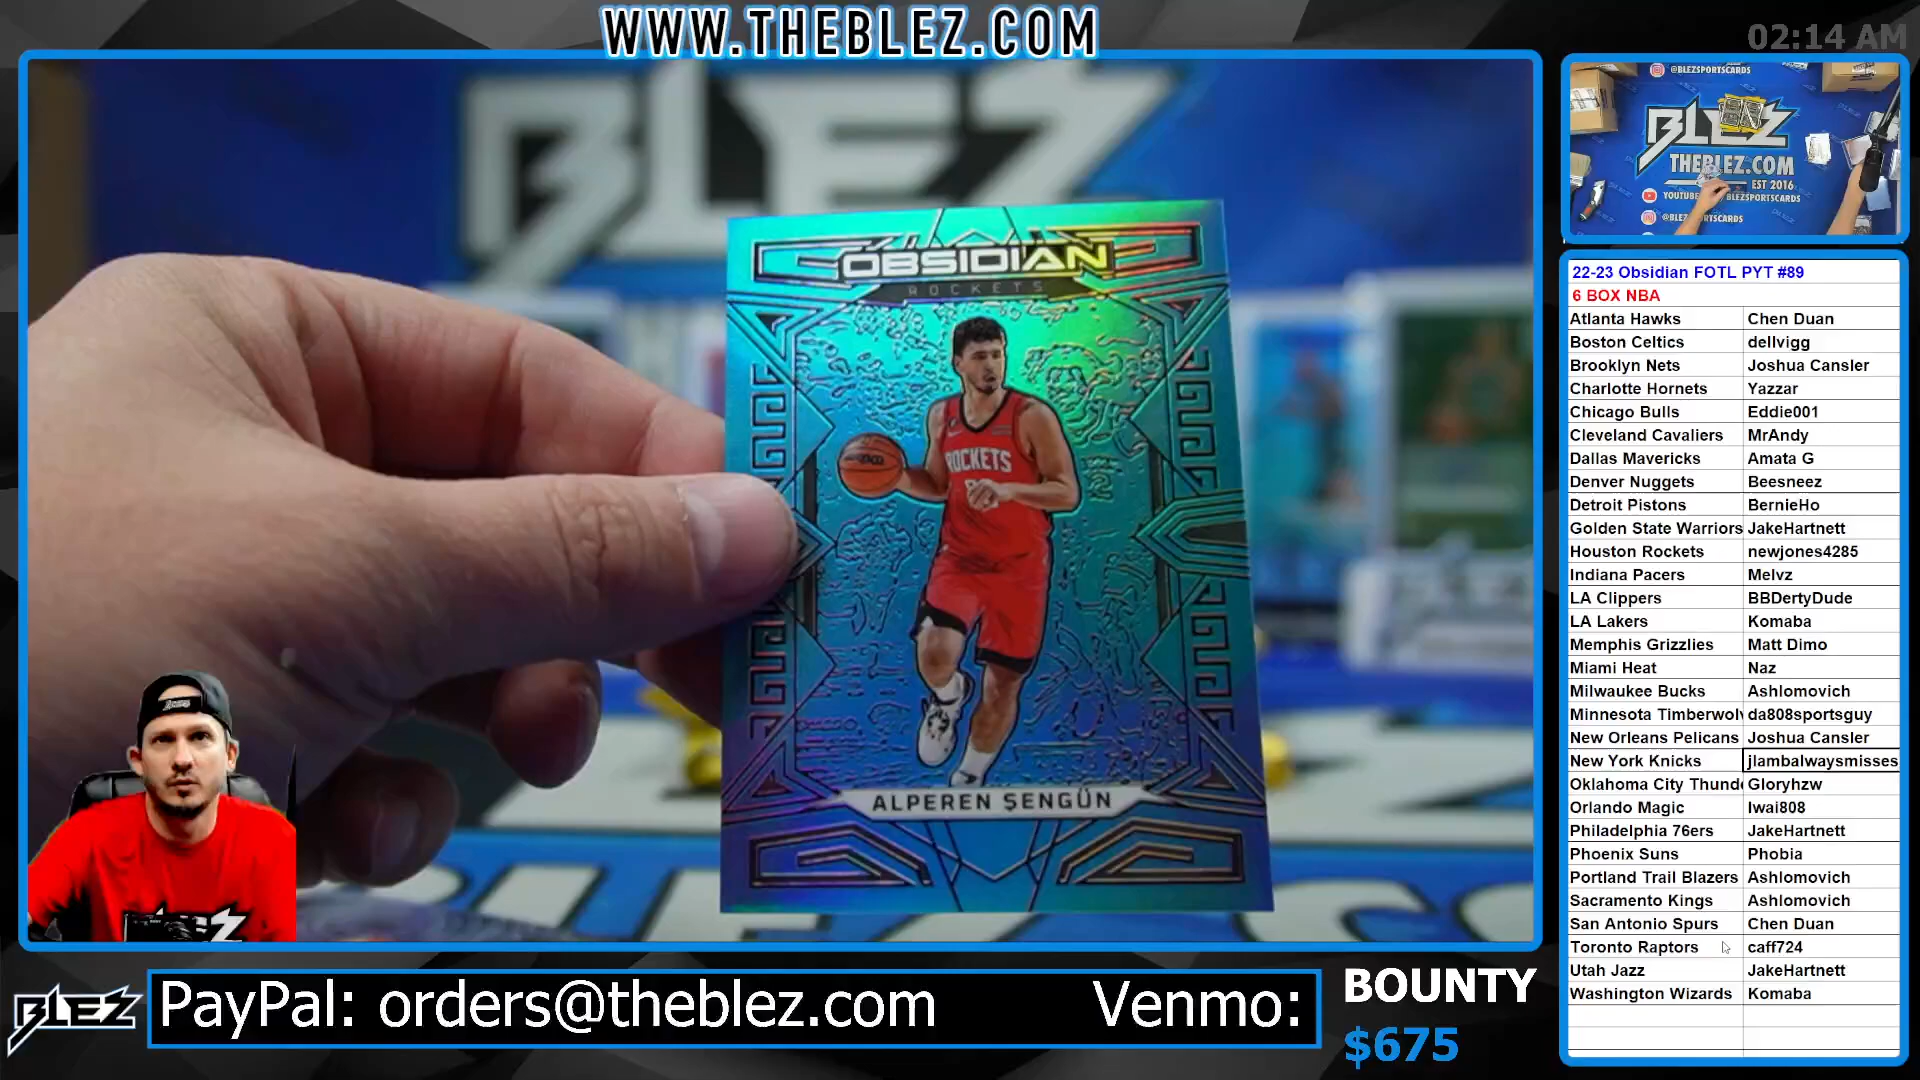 WWW.THEBLEZ.COM
02:14 AM
BLEZ
OBSIDIAN
ROCKETS
ROCKETS
ALPEREN ŞENGÜN
@BLEZSPORTSCARDS
BLEZ
THEBLEZ.COM
EST 2016
BLEZSPORTSCARDS
22-23 Obsidian FOTL PYT #89
6 BOX NBA
Atlanta Hawks Chen Duan
Boston Celtics dellvigg
Brooklyn Nets Joshua Cansler
Charlotte Hornets Yazzar
Chicago Bulls Eddie001
Cleveland Cavaliers MrAndy
Dallas Mavericks Amata G
Denver Nuggets Beesneez
Detroit Pistons BernieHo
Golden State Warriors JakeHartnett
Houston Rockets newjones4285
Indiana Pacers Melvz
LA Clippers BBDertyDude
LA Lakers Komaba
Memphis Grizzlies Matt Dimo
Miami Heat Naz
Milwaukee Bucks Ashlomovich
Minnesota Timberwolv da808sportsguy
New Orleans Pelicans Joshua Cansler
New York Knicks jlambalwaysmisses
Oklahoma City Thund Gloryhzw
Orlando Magic Iwai808
Philadelphia 76ers JakeHartnett
Phoenix Suns Phobia
Portland Trail Blazers Ashlomovich
Sacramento Kings Ashlomovich
San Antonio Spurs Chen Duan
Toronto Raptors caff724
Utah Jazz JakeHartnett
Washington Wizards Komaba
BLEZ
PayPal: orders@theblez.com Venmo:
BOUNTY
$675